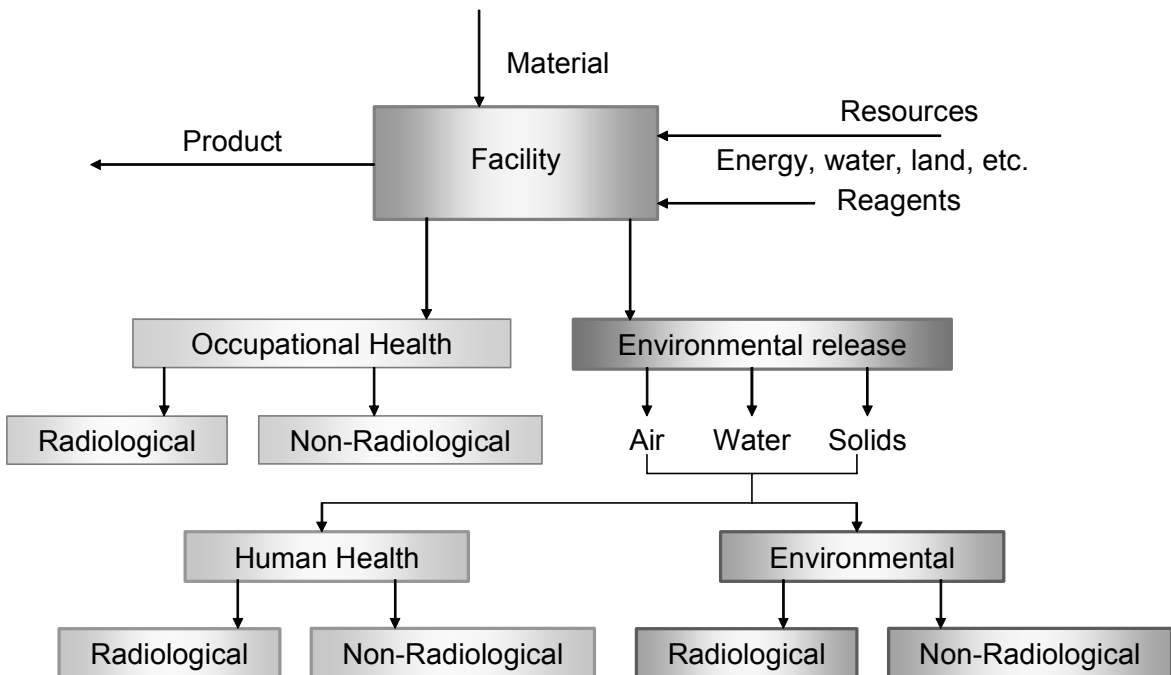 Material
Resources
Product
Facility
Energy, water, land, etc.
Reagents
Occupational Health
Environmental release
Radiological
Non-Radiological
Air
Water
Solids
Human Health
Environmental
Radiological
Non-Radiological
Radiological
Non-Radiological